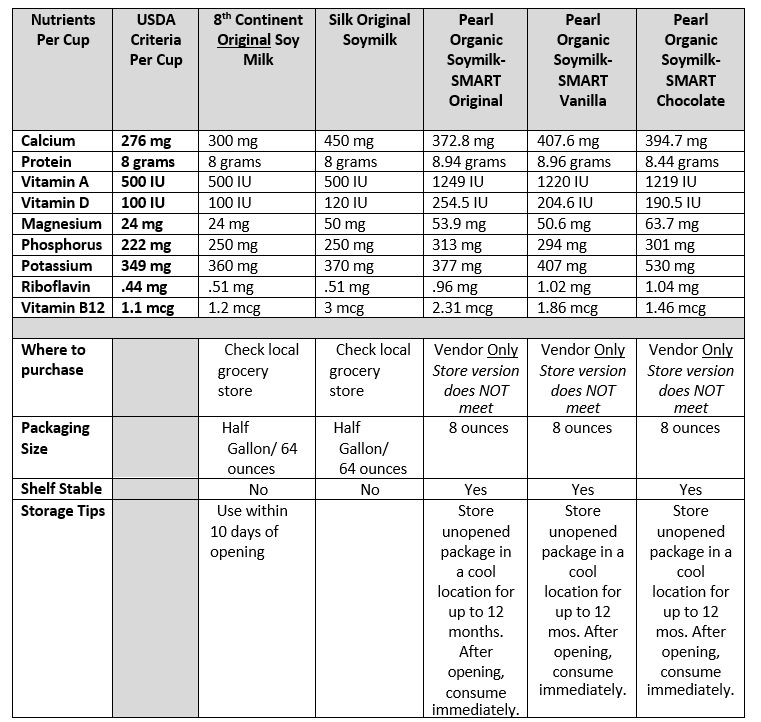 Nutrients Per Cup | USDA Criteria Per Cup | 8th Continent Original Soy Milk | Silk Original Soymilk | Pearl Organic Soymilk-SMART Original | Pearl Organic Soymilk-SMART Vanilla | Pearl Organic Soymilk-SMART Chocolate
Calcium | 276 mg | 300 mg | 450 mg | 372.8 mg | 407.6 mg | 394.7 mg
Protein | 8 grams | 8 grams | 8 grams | 8.94 grams | 8.96 grams | 8.44 grams
Vitamin A | 500 IU | 500 IU | 500 IU | 1249 IU | 1220 IU | 1219 IU
Vitamin D | 100 IU | 100 IU | 120 IU | 254.5 IU | 204.6 IU | 190.5 IU
Magnesium | 24 mg | 24 mg | 50 mg | 53.9 mg | 50.6 mg | 63.7 mg
Phosphorus | 222 mg | 250 mg | 250 mg | 313 mg | 294 mg | 301 mg
Potassium | 349 mg | 360 mg | 370 mg | 377 mg | 407 mg | 530 mg
Riboflavin | .44 mg | .51 mg | .51 mg | .96 mg | 1.02 mg | 1.04 mg
Vitamin B12 | 1.1 mcg | 1.2 mcg | 3 mcg | 2.31 mcg | 1.86 mcg | 1.46 mcg
Where to purchase | | Check local grocery store | Check local grocery store | Vendor Only Store version does NOT meet | Vendor Only Store version does NOT meet | Vendor Only Store version does NOT meet
Packaging Size | | Half Gallon/ 64 ounces | Half Gallon/ 64 ounces | 8 ounces | 8 ounces | 8 ounces
Shelf Stable | | No | No | Yes | Yes | Yes
Storage Tips | | Use within 10 days of opening | | Store unopened package in a cool location for up to 12 months. After opening, consume immediately. | Store unopened package in a cool location for up to 12 mos. After opening, consume immediately. | Store unopened package in a cool location for up to 12 mos. After opening, consume immediately.